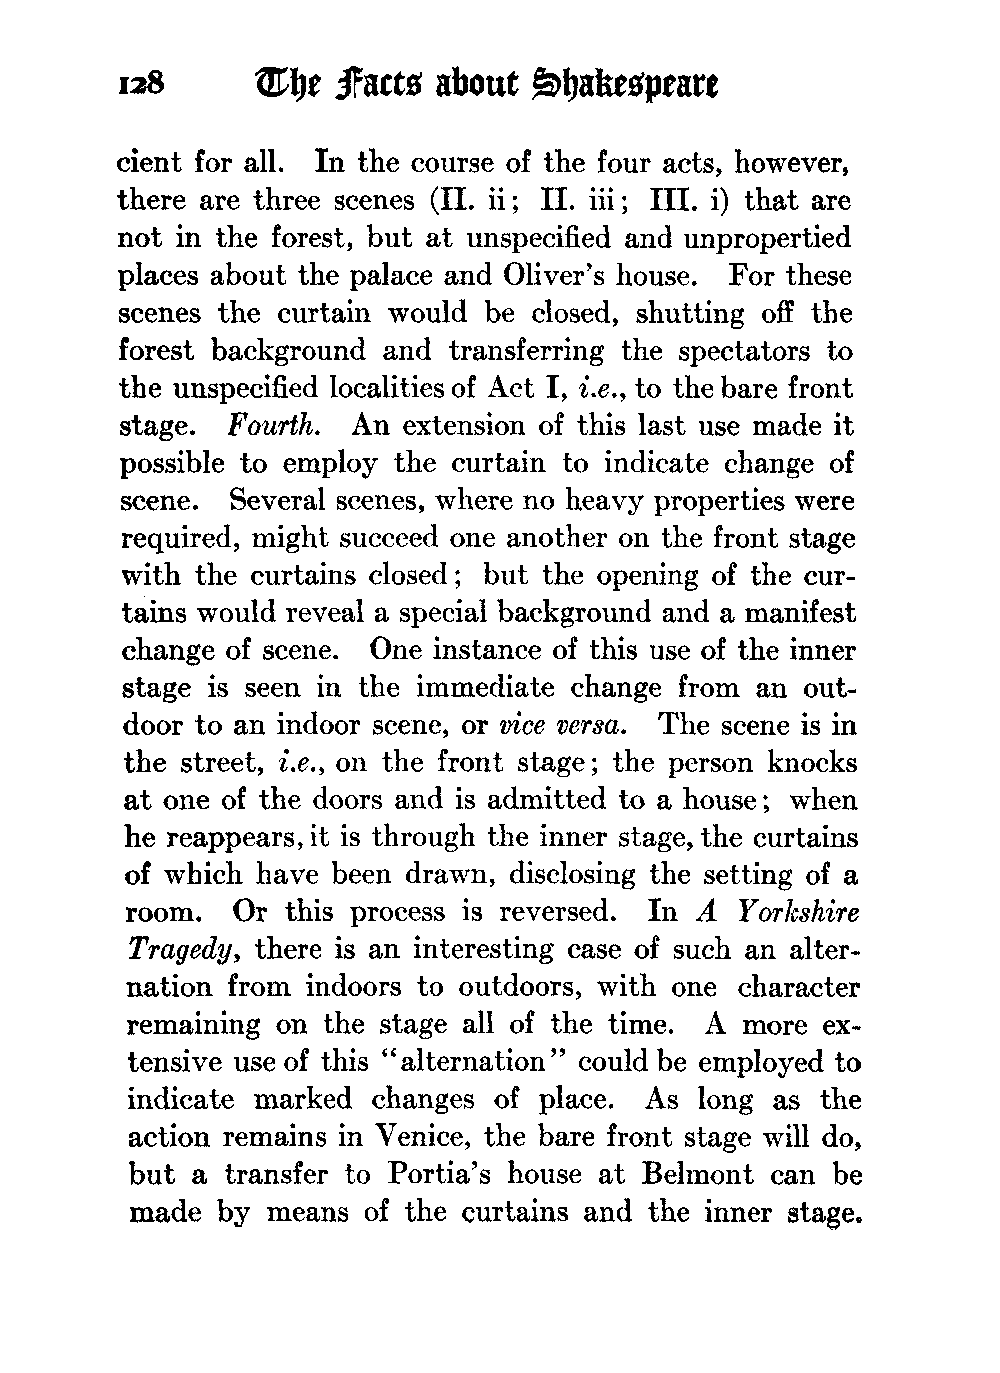 128 The Facts about Shakespeare
cient for all. In the course of the four acts, however,
there are three scenes (II. ii; II. iii; III. i) that are
not in the forest, but at unspecified and unpropertied
places about the palace and Oliver's house. For these
scenes the curtain would be closed, shutting off the
forest background and transferring the spectators to
the unspecified localities of Act I, i.e., to the bare front
stage. Fourth. An extension of this last use made it
possible to employ the curtain to indicate change of
scene. Several scenes, where no heavy properties were
required, might succeed one another on the front stage
with the curtains closed; but the opening of the cur-
tains would reveal a special background and a manifest
change of scene. One instance of this use of the inner
stage is seen in the immediate change from an out-
door to an indoor scene, or vice versa. The scene is in
the street, i.e., on the front stage; the person knocks
at one of the doors and is admitted to a house; when
he reappears, it is through the inner stage, the curtains
of which have been drawn, disclosing the setting of a
room. Or this process is reversed. In A Yorkshire
Tragedy, there is an interesting case of such an alter-
nation from indoors to outdoors, with one character
remaining on the stage all of the time. A more ex-
tensive use of this "alternation" could be employed to
indicate marked changes of place. As long as the
action remains in Venice, the bare front stage will do,
but a transfer to Portia's house at Belmont can be
made by means of the curtains and the inner stage.